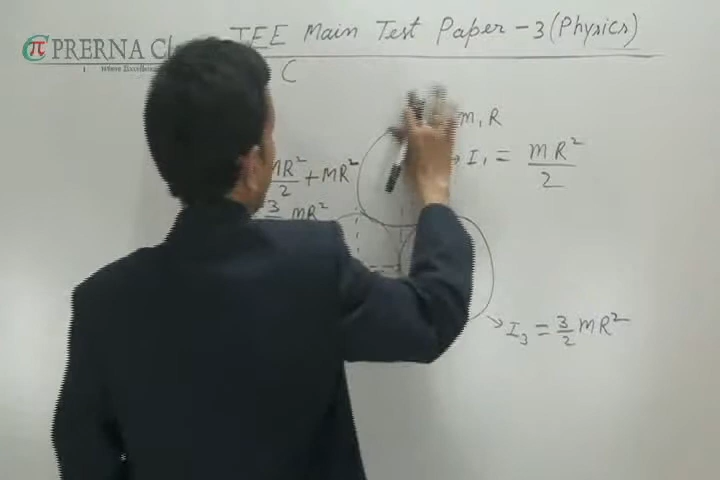 JEE Main Test Paper - 3 (Physics)
π PRERNA
C
m, R
I₁ = mR²/2
mR²/2 + MR²
3/2 mR²
I₃ = 3/2 MR²